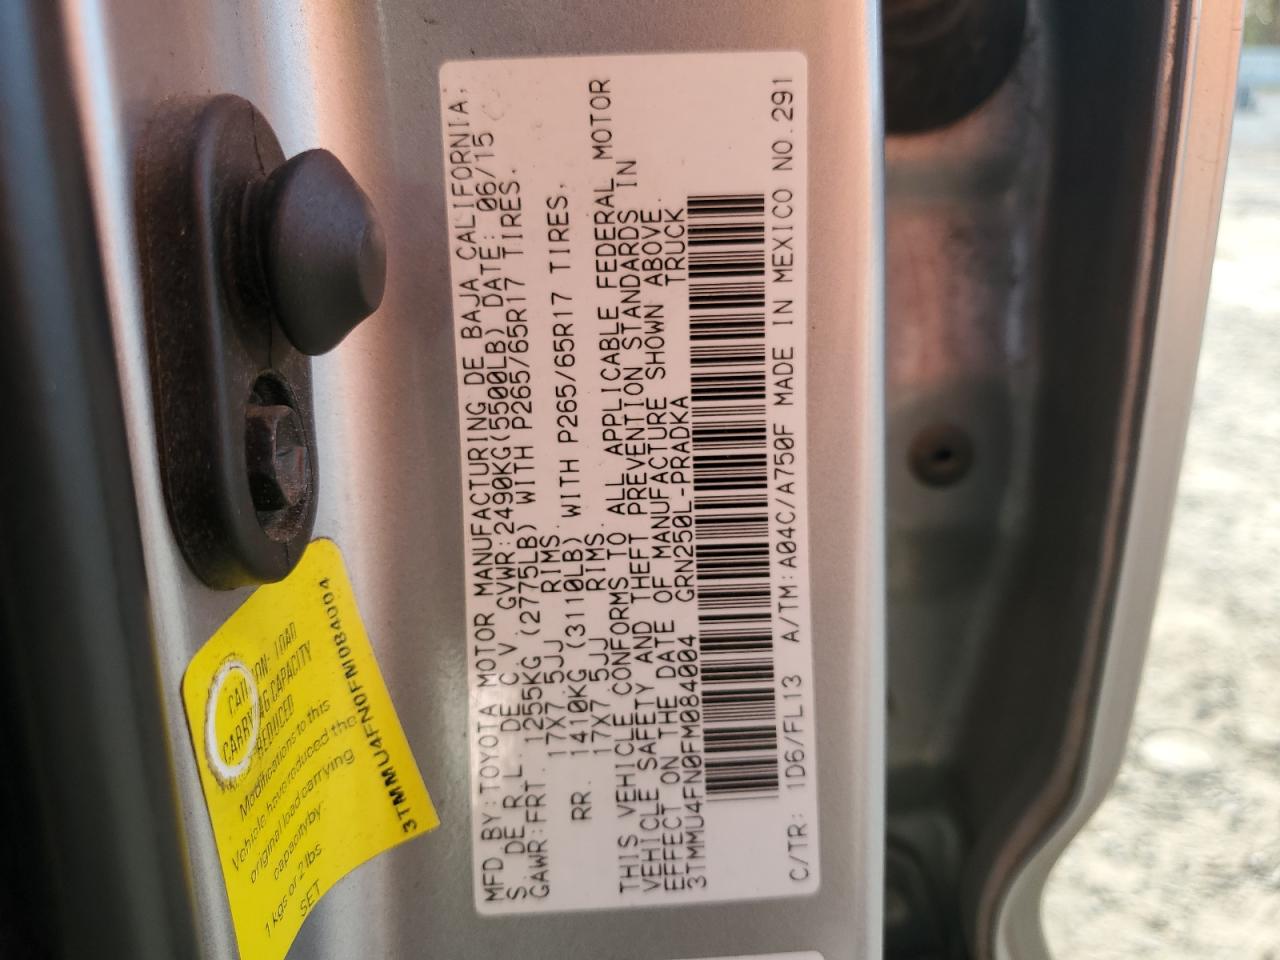 MFD BY:TOYOTA MOTOR MANUFACTURING DE BAJA CALIFORNIA,
S. DE R.L. DE C.V. GVWR:2490KG(5500LB) DATE: 06/15
GAWR:FRT. 1255KG (2775LB) WITH P265/65R17 TIRES.
17X7.5JJ RIMS.
RR. 1410KG (3110LB) WITH P265/65R17 TIRES,
17X7.5JJ RIMS.
THIS VEHICLE CONFORMS TO ALL APPLICABLE FEDERAL MOTOR
VEHICLE SAFETY AND THEFT PREVENTION STANDARDS IN
EFFECT ON THE DATE OF MANUFACTURE SHOWN ABOVE.
3TMMU4FN0FM084004 GRN250L-PRADKA TRUCK
C/TR: 1D6/FL13 A/TM:A04C/A750F MADE IN MEXICO NO.291
CAUTION: LOAD
CARRYING CAPACITY
REDUCED
Modifications to this
Vehicle have reduced the
original load carrying
capacity by
1 kgs or 2 lbs
SET
3TMMU4FN0FM084004